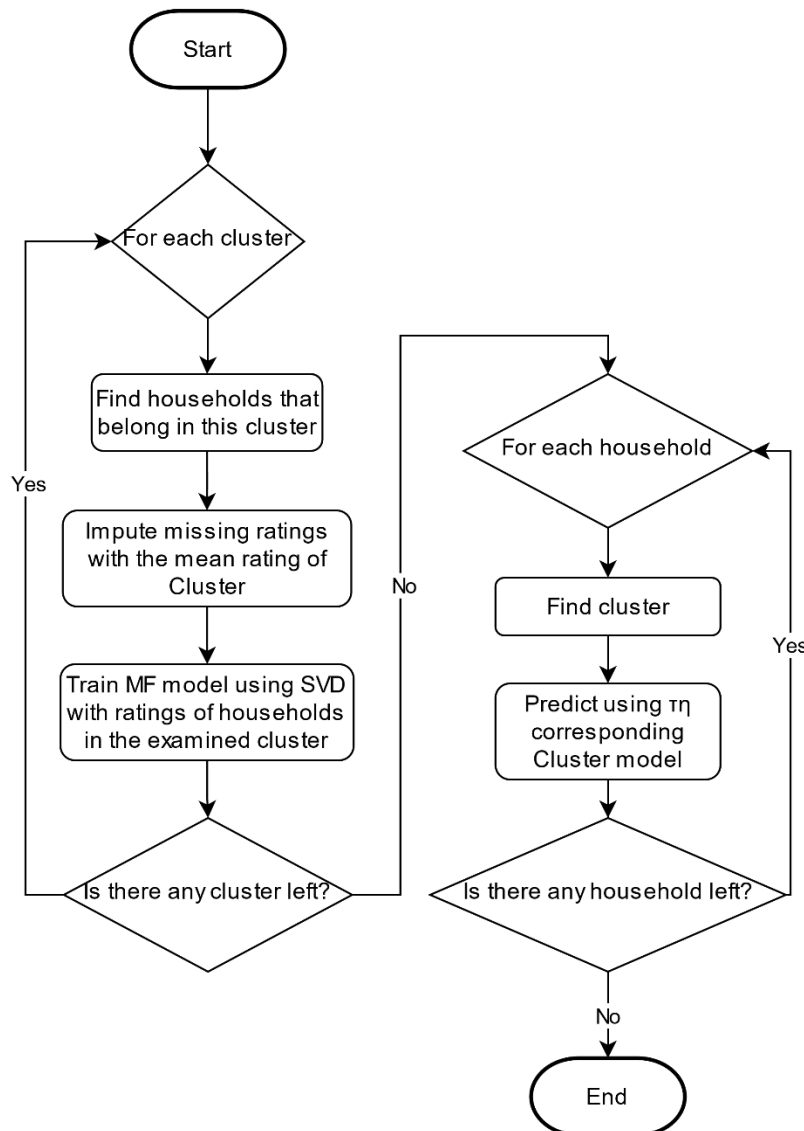 Start
For each cluster
Find households that
belong in this cluster
Impute missing ratings
with the mean rating of
Cluster
Train MF model using SVD
with ratings of households
in the examined cluster
Is there any cluster left?
Yes
No
For each household
Find cluster
Predict using τη
corresponding
Cluster model
Is there any household left?
Yes
No
End